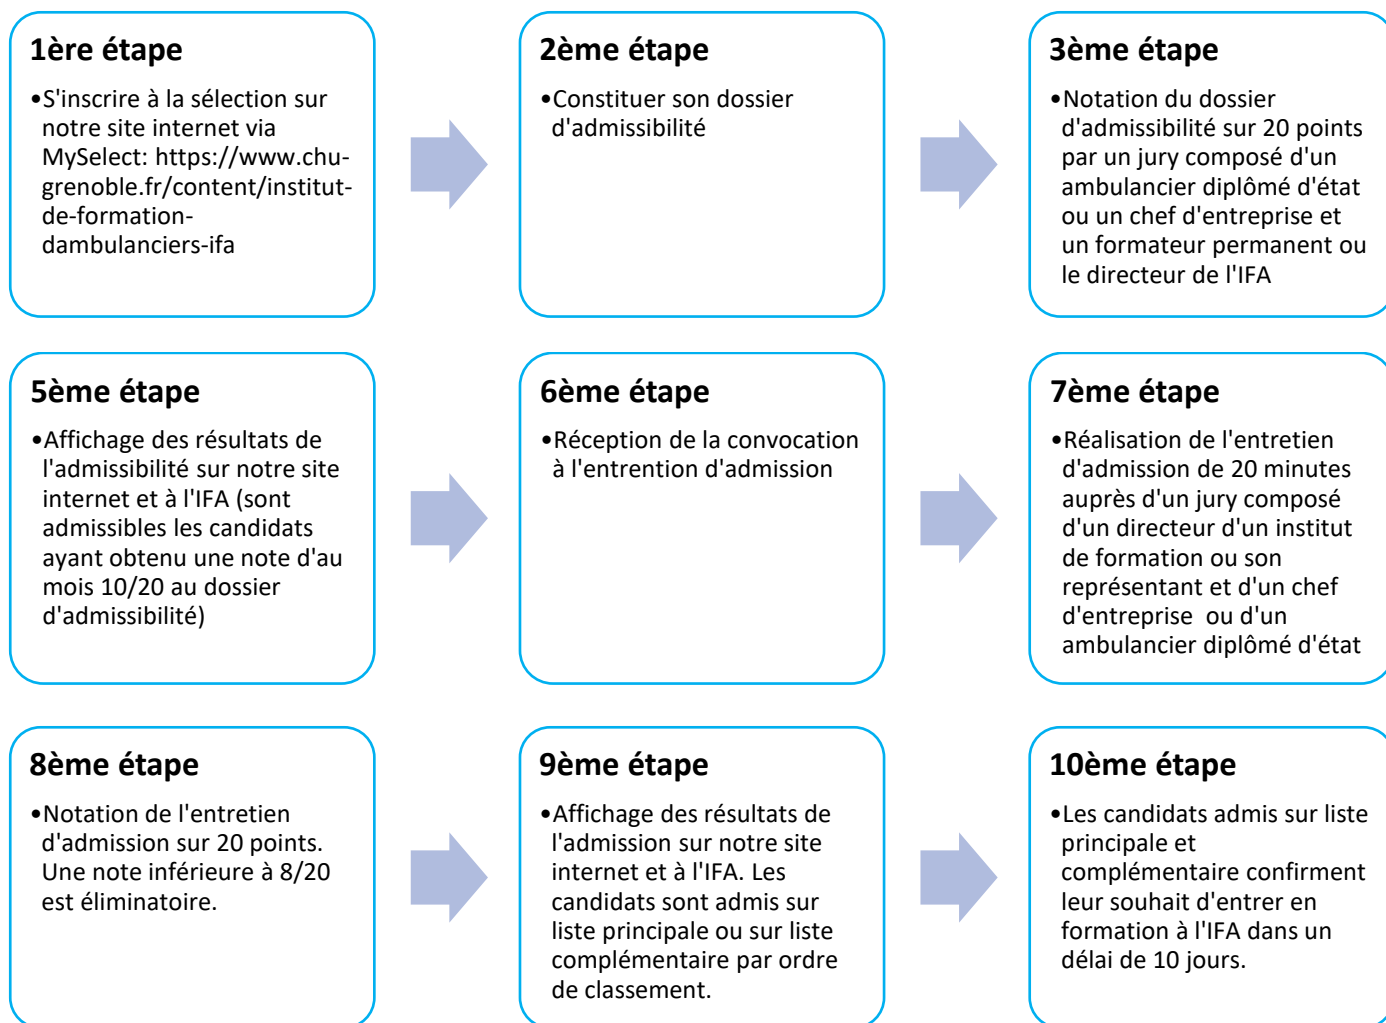 1ère étape
•S'inscrire à la sélection sur
notre site internet via
MySelect: https://www.chu-
grenoble.fr/content/institut-
de-formation-
dambulanciers-ifa
2ème étape
•Constituer son dossier
d'admissibilité
3ème étape
•Notation du dossier
d'admissibilité sur 20 points
par un jury composé d'un
ambulancier diplômé d'état
ou un chef d'entreprise et
un formateur permanent ou
le directeur de l'IFA
5ème étape
•Affichage des résultats de
l'admissibilité sur notre site
internet et à l'IFA (sont
admissibles les candidats
ayant obtenu une note d'au
mois 10/20 au dossier
d'admissibilité)
6ème étape
•Réception de la convocation
à l'entrention d'admission
7ème étape
•Réalisation de l'entretien
d'admission de 20 minutes
auprès d'un jury composé
d'un directeur d'un institut
de formation ou son
représentant et d'un chef
d'entreprise  ou d'un
ambulancier diplômé d'état
8ème étape
•Notation de l'entretien
d'admission sur 20 points.
Une note inférieure à 8/20
est éliminatoire.
9ème étape
•Affichage des résultats de
l'admission sur notre site
internet et à l'IFA. Les
candidats sont admis sur
liste principale ou sur liste
complémentaire par ordre
de classement.
10ème étape
•Les candidats admis sur liste
principale et
complémentaire confirment
leur souhait d'entrer en
formation à l'IFA dans un
délai de 10 jours.